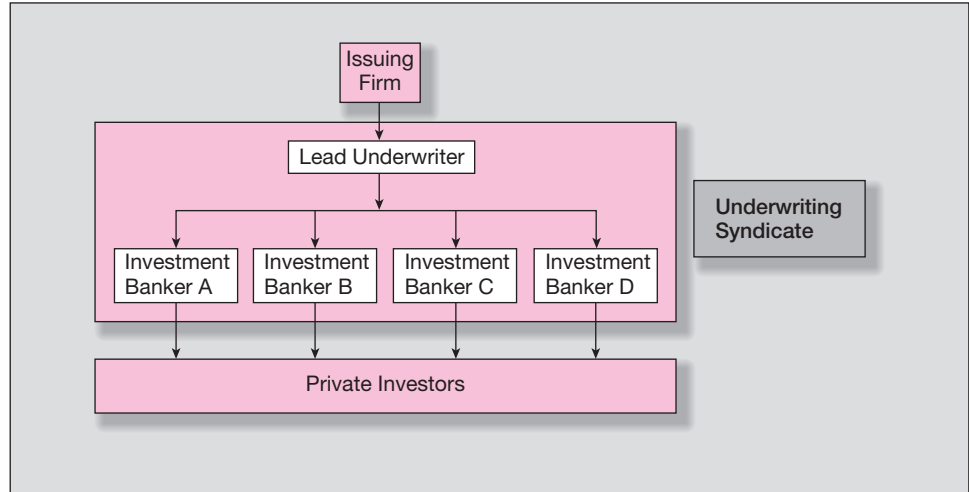 Issuing
Firm
Lead Underwriter
Underwriting
Syndicate
Investment
Banker A
Investment
Banker B
Investment
Banker C
Investment
Banker D
Private Investors